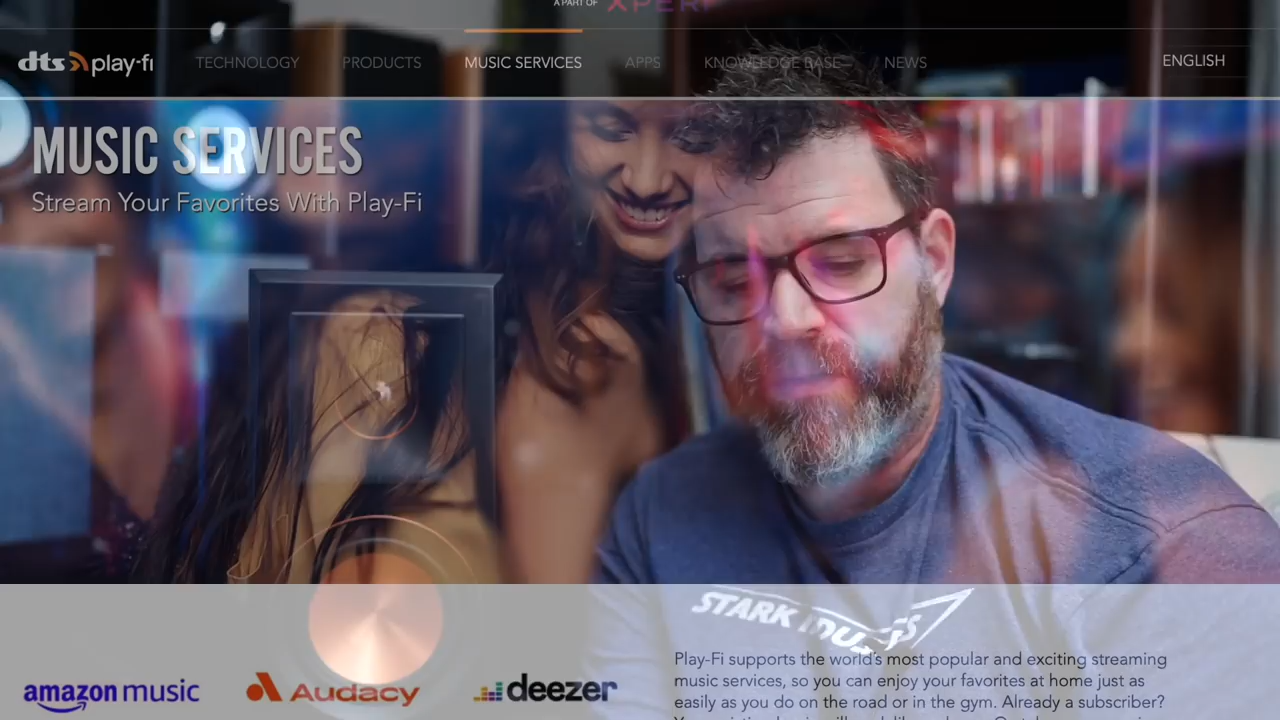 A PART OF XPERI
dts play-fi
TECHNOLOGY PRODUCTS MUSIC SERVICES APPS KNOWLEDGE BASE NEWS ENGLISH
MUSIC SERVICES
Stream Your Favorites With Play-Fi
STARK
amazon music Audacy deezer
Play-Fi supports the world's most popular and exciting streaming
music services, so you can enjoy your favorites at home just as
easily as you do on the road or in the gym. Already a subscriber?